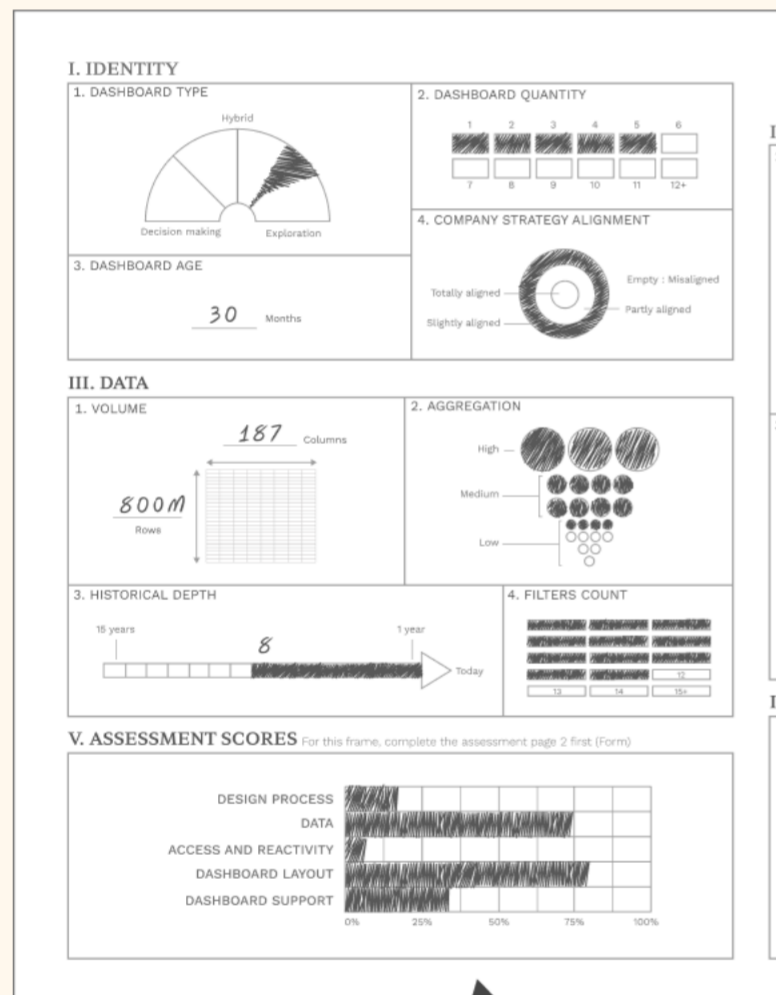 I. IDENTITY
1. DASHBOARD TYPE
Hybrid
Decision making
Exploration
2. DASHBOARD QUANTITY
1 2 3 4 5 6
7 8 9 10 11 12+
3. DASHBOARD AGE
30 Months
4. COMPANY STRATEGY ALIGNMENT
Empty : Misaligned
Totally aligned
Partly aligned
Slightly aligned
III. DATA
1. VOLUME
187 Columns
800M
Rows
2. AGGREGATION
High
Medium
Low
3. HISTORICAL DEPTH
15 years
8
1 year
Today
4. FILTERS COUNT
12
13 14 15+
V. ASSESSMENT SCORES For this frame, complete the assessment page 2 first (Form)
DESIGN PROCESS
DATA
ACCESS AND REACTIVITY
DASHBOARD LAYOUT
DASHBOARD SUPPORT
0% 25% 50% 75% 100%